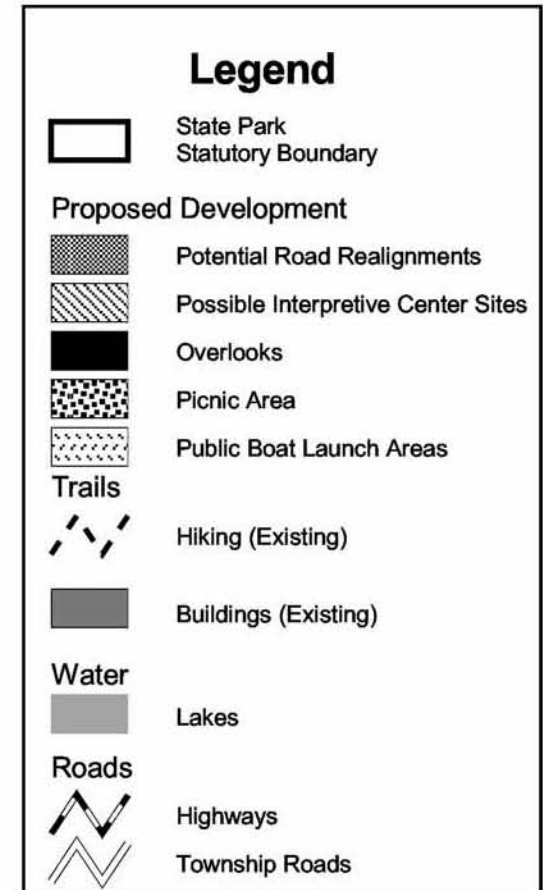 Legend
State Park
Statutory Boundary
Proposed Development
Potential Road Realignments
Possible Interpretive Center Sites
Overlooks
Picnic Area
Public Boat Launch Areas
Trails
Hiking (Existing)
Buildings (Existing)
Water
Lakes
Roads
Highways
Township Roads